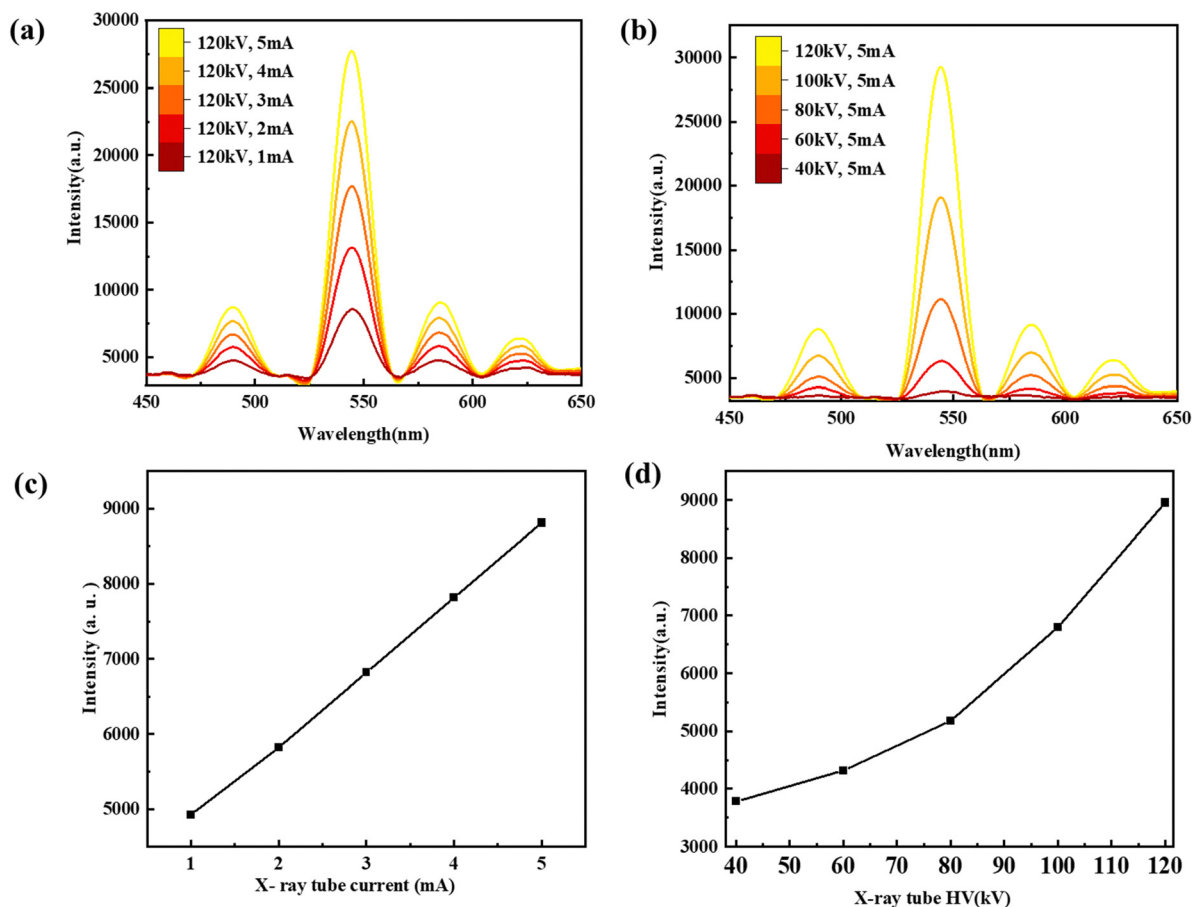 (a)
30000
25000
20000
15000
10000
5000
Intensity(a.u.)
120kV, 5mA
120kV, 4mA
120kV, 3mA
120kV, 2mA
120kV, 1mA
450 500 550 600 650
Wavelength(nm)
(b)
30000
25000
20000
15000
10000
5000
Intensity(a.u.)
120kV, 5mA
100kV, 5mA
80kV, 5mA
60kV, 5mA
40kV, 5mA
450 500 550 600 650
Wavelength(nm)
(c)
9000
8000
7000
6000
5000
Intensity (a. u. )
1 2 3 4 5
X- ray tube current (mA)
(d)
9000
8000
7000
6000
5000
4000
3000
Intensity(a.u.)
40 50 60 70 80 90 100 110 120
X-ray tube HV(kV)